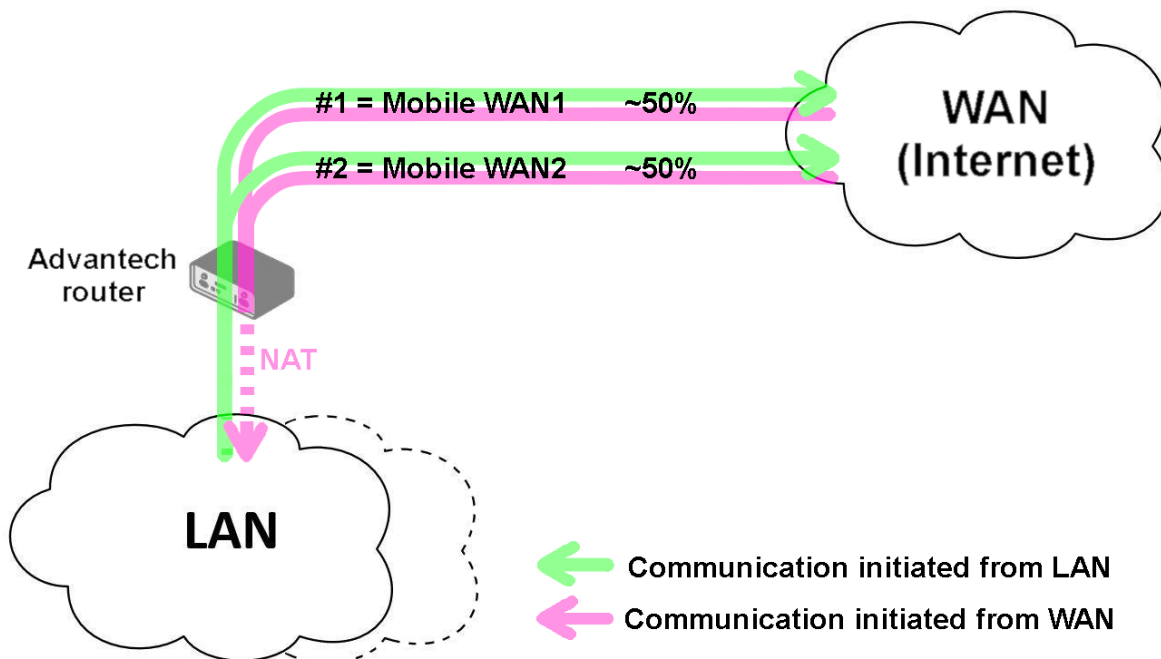 #1 = Mobile WAN1 ~50%
#2 = Mobile WAN2 ~50%
WAN
(Internet)
Advantech
router
NAT
LAN
Communication initiated from LAN
Communication initiated from WAN